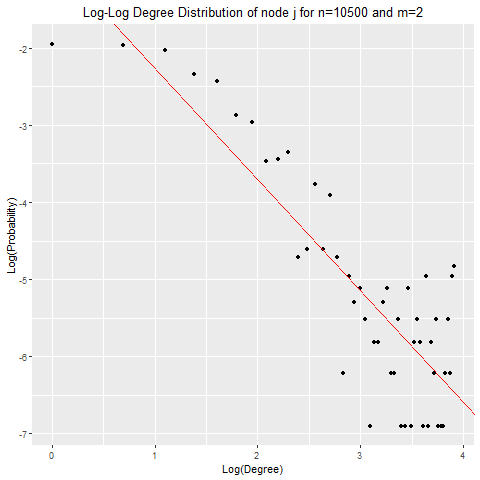 Log-Log Degree Distribution of node j for n=10500 and m=2
-2
-3
-4
-5
-6
-7
Log(Probability)
0 1 2 3 4
Log(Degree)